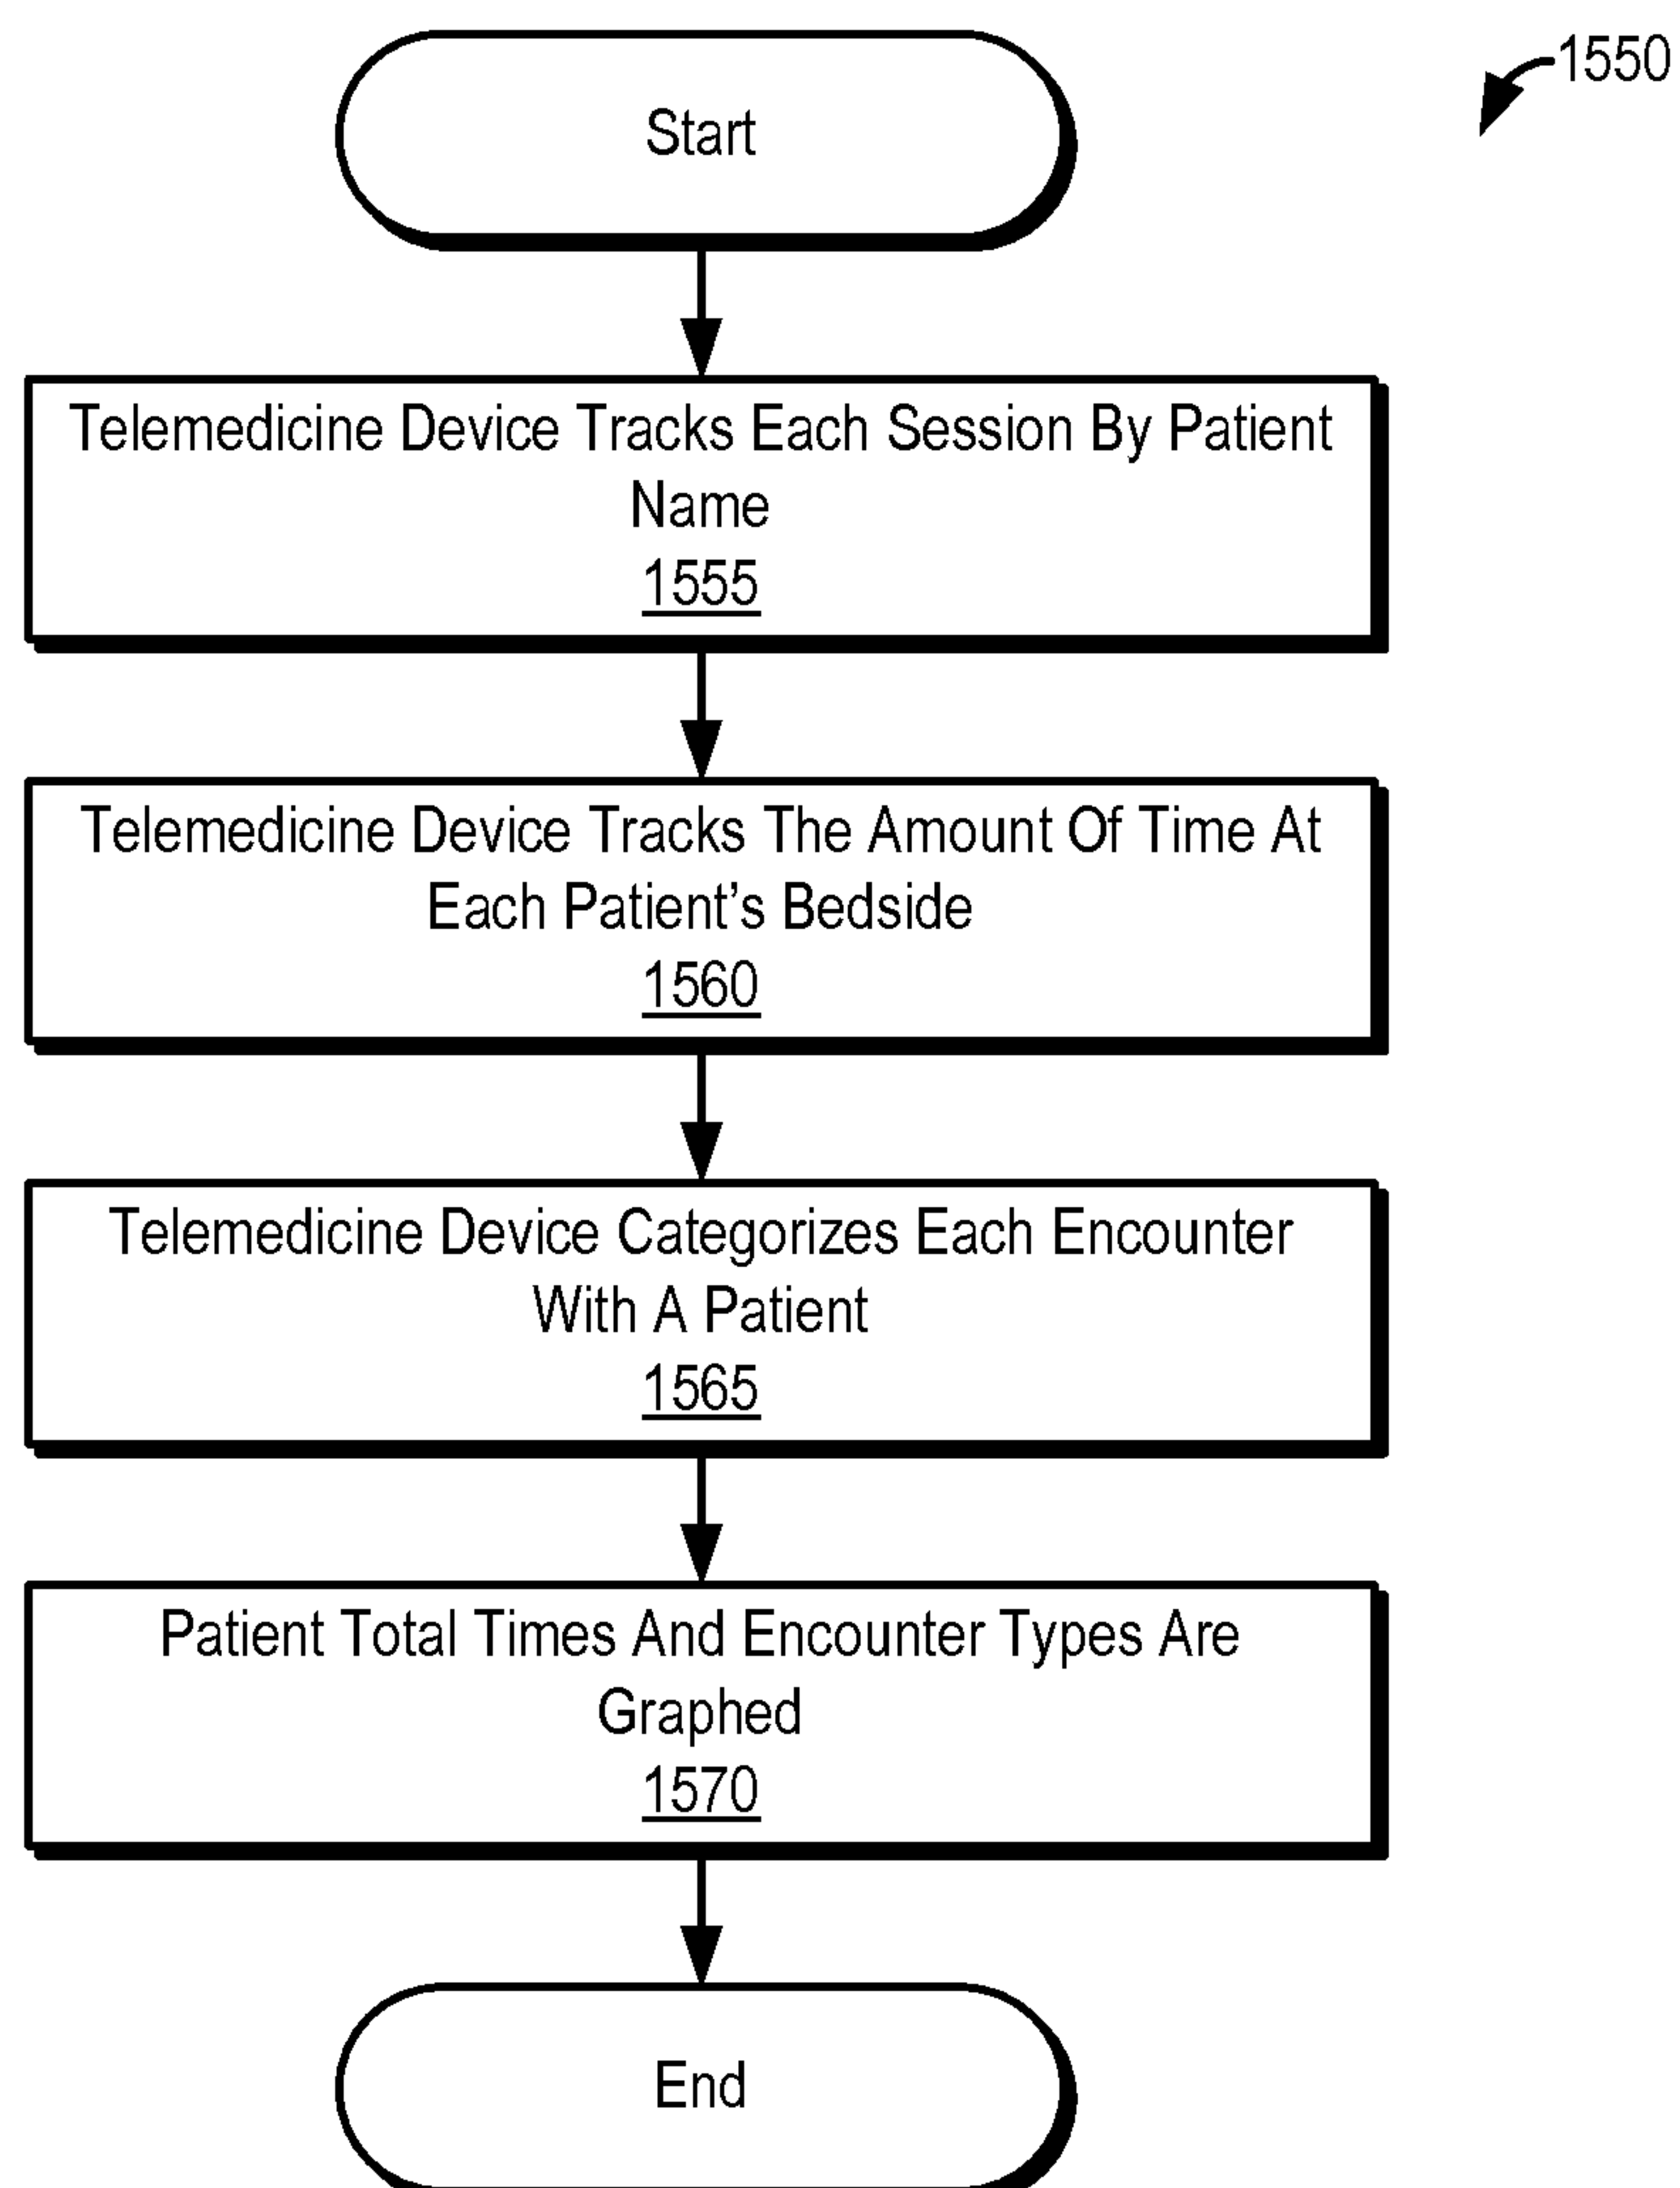 Start
1550
Telemedicine Device Tracks Each Session By Patient
Name
1555
Telemedicine Device Tracks The Amount Of Time At
Each Patient’s Bedside
1560
Telemedicine Device Categorizes Each Encounter
With A Patient
1565
Patient Total Times And Encounter Types Are
Graphed
1570
End